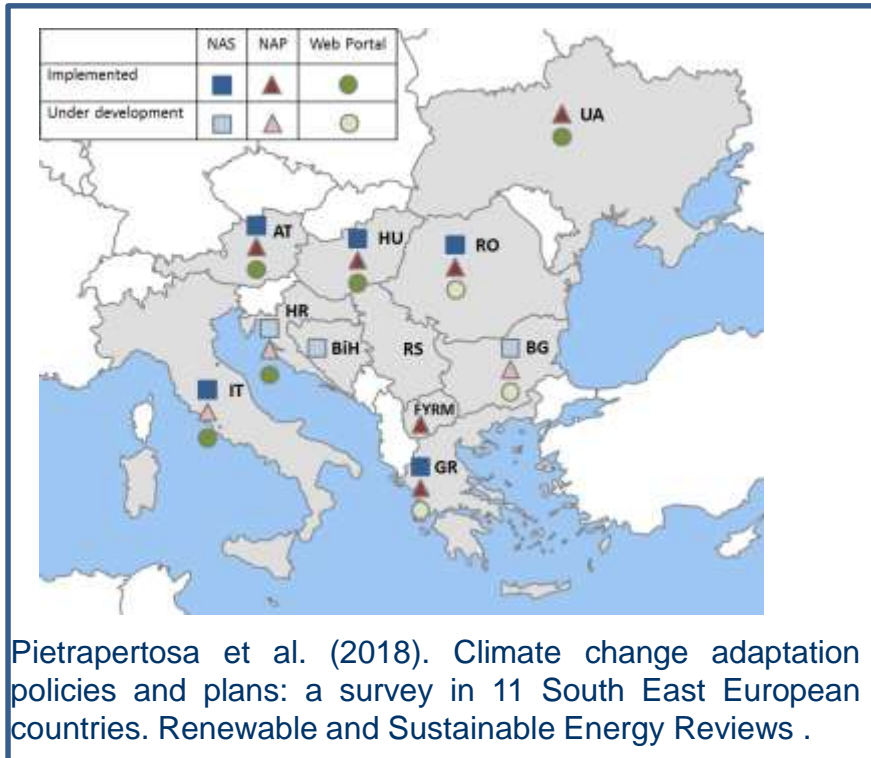 NAS NAP Web Portal
Implemented
Under development
UA
AT
HU
RO
HR
BiH
RS
BG
IT
FYRM
GR
Pietrapertosa et al. (2018). Climate change adaptation
policies and plans: a survey in 11 South East European
countries. Renewable and Sustainable Energy Reviews .